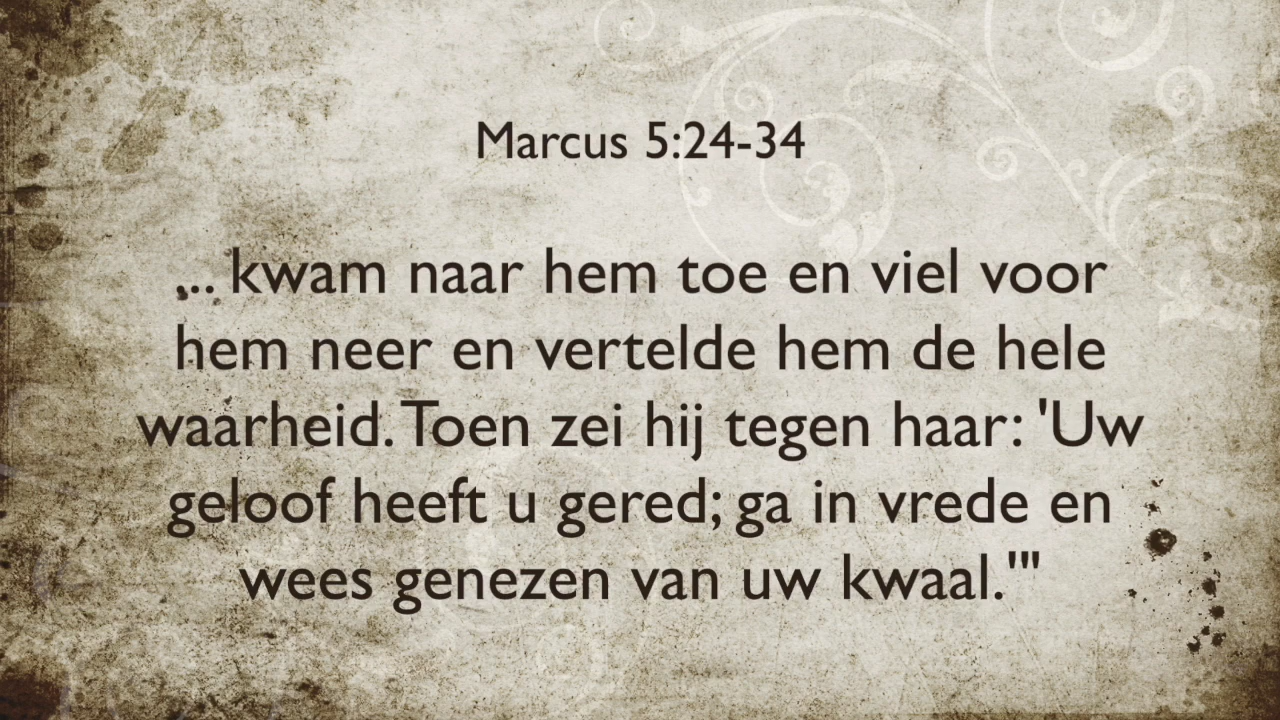 Marcus 5:24-34
... kwam naar hem toe en viel voor
hem neer en vertelde hem de hele
waarheid. Toen zei hij tegen haar: 'Uw
geloof heeft u gered; ga in vrede en
wees genezen van uw kwaal.'"